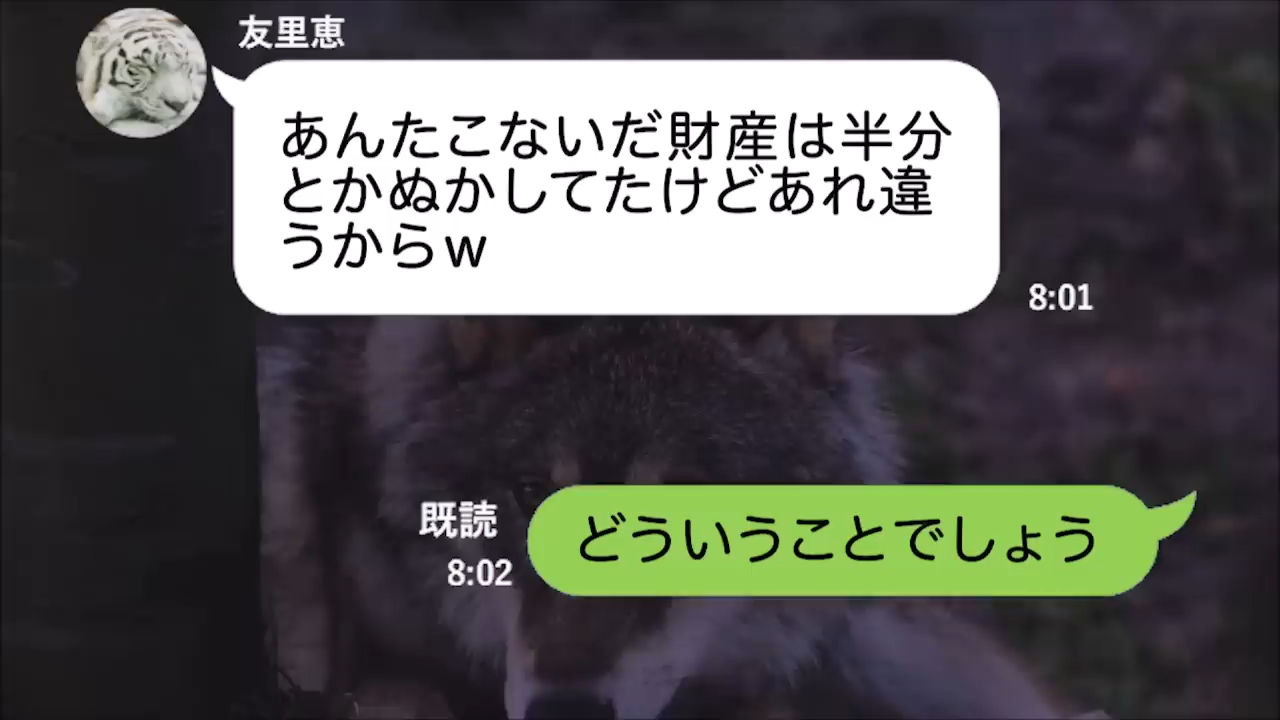 友里恵
あんたこないだ財産は半分
とかぬかしてたけどあれ違
うからw
8:01
既読
8:02
どういうことでしょう